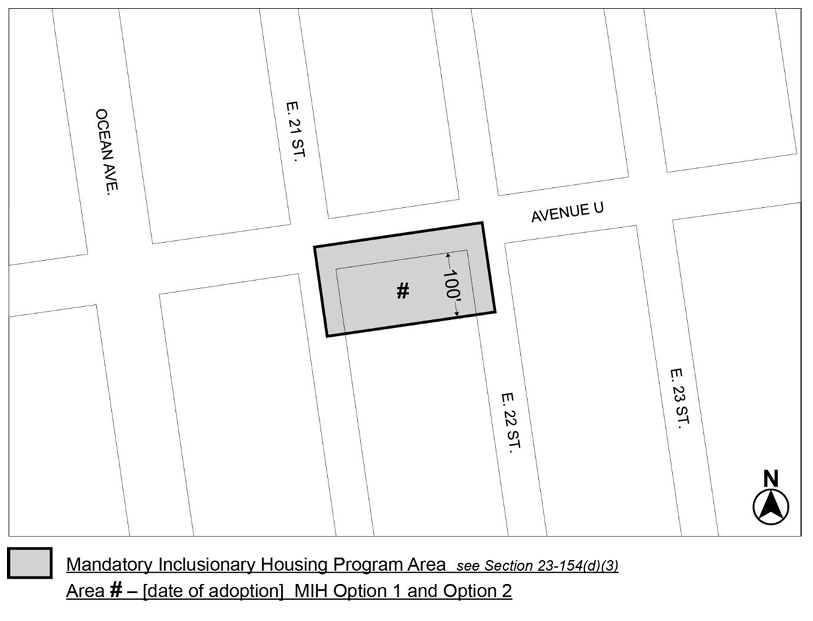 OCEAN AVE.
E. 21 ST.
AVENUE U
#
100'
E. 22 ST.
E. 23 ST.
N
Mandatory Inclusionary Housing Program Area see Section 23-154(d)(3)
Area # – [date of adoption] MIH Option 1 and Option 2